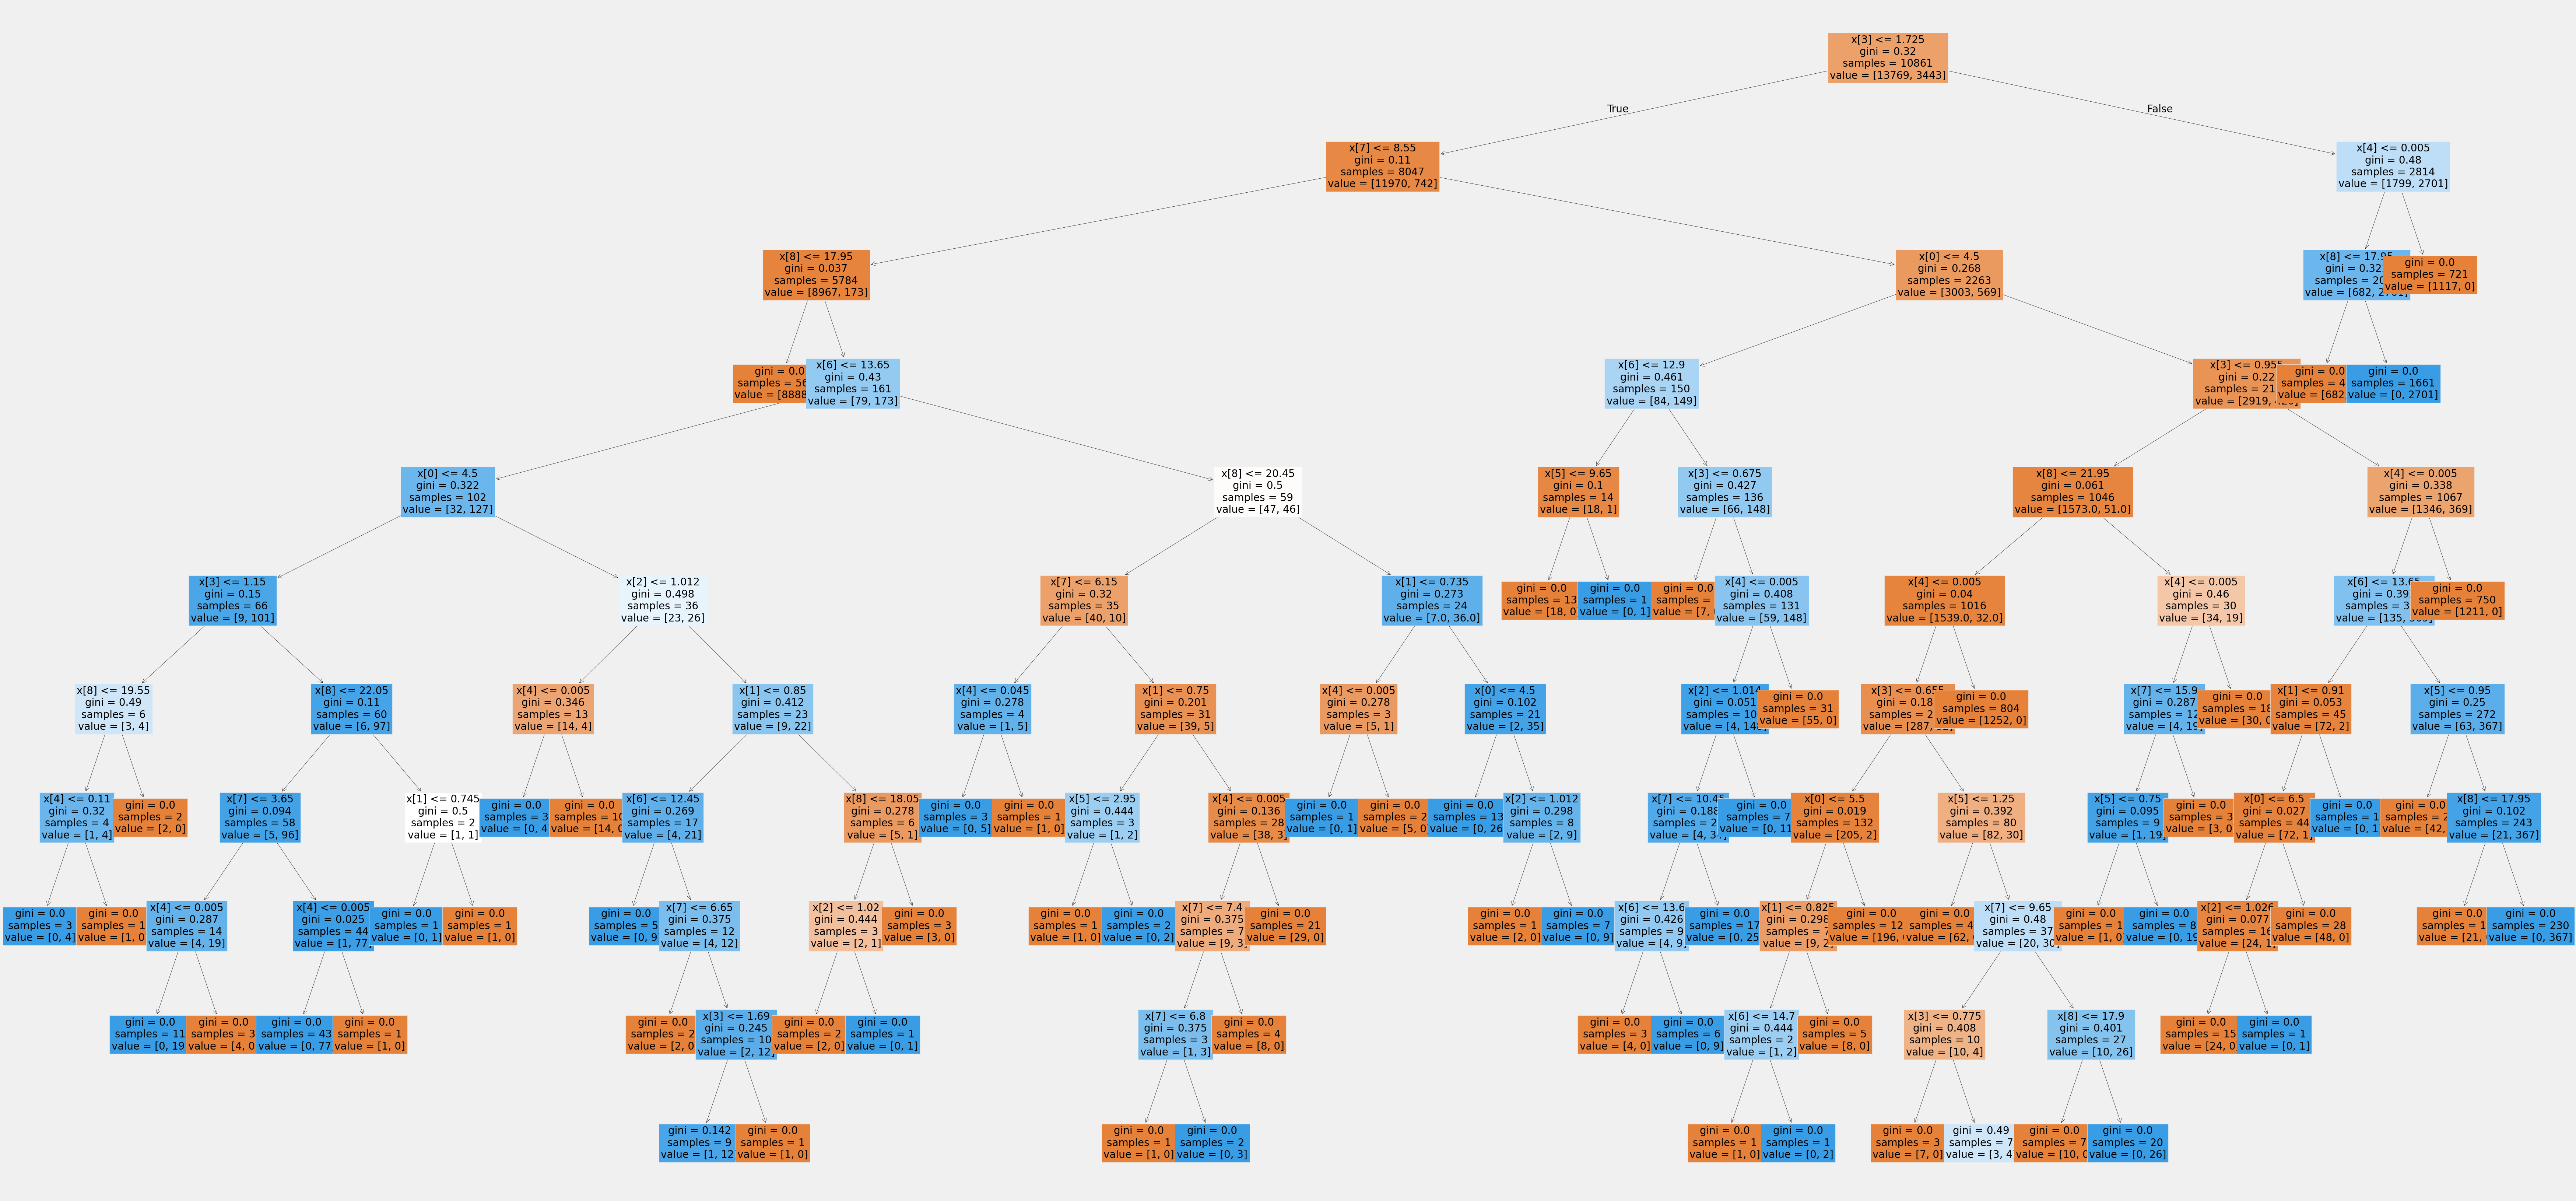 x[3] <= 1.725
gini = 0.32
samples = 10861
value = [13769, 3443]
True
False
x[7] <= 8.55
gini = 0.11
samples = 8047
value = [11970, 742]
x[4] <= 0.005
gini = 0.48
samples = 2814
value = [1799, 2701]
x[8] <= 17.95
gini = 0.037
samples = 5784
value = [8967, 173]
x[0] <= 4.5
gini = 0.268
samples = 2263
value = [3003, 569]
x[8] <= 17.95
gini = 0.32
samples =
value = [682,
gini = 0.0
samples = 721
value = [1117, 0]
gini = 0.0
samples =
value = [8888
x[6] <= 13.65
gini = 0.43
samples = 161
value = [79, 173]
x[6] <= 12.9
gini = 0.461
samples = 150
value = [84, 149]
x[3] <= 0.955
gini = 0.22
samples =
value = [2919,
gini = 0.0
samples =
value = [682
gini = 0.0
samples = 1661
value = [0, 2701]
x[0] <= 4.5
gini = 0.322
samples = 102
value = [32, 127]
x[8] <= 20.45
gini = 0.5
samples = 59
value = [47, 46]
x[5] <= 9.65
gini = 0.1
samples = 14
value = [18, 1]
x[3] <= 0.675
gini = 0.427
samples = 136
value = [66, 148]
x[8] <= 21.95
gini = 0.061
samples = 1046
value = [1573.0, 51.0]
x[4] <= 0.005
gini = 0.338
samples = 1067
value = [1346, 369]
x[3] <= 1.15
gini = 0.15
samples = 66
value = [9, 101]
x[2] <= 1.012
gini = 0.498
samples = 36
value = [23, 26]
x[7] <= 6.15
gini = 0.32
samples = 35
value = [40, 10]
x[1] <= 0.735
gini = 0.273
samples = 24
value = [7.0, 36.0]
gini = 0.0
samples = 13
value = [18, 0
gini = 0.0
samples = 1
value = [0, 1]
gini = 0.0
samples =
value = [7,
x[4] <= 0.005
gini = 0.408
samples = 131
value = [59, 148]
x[4] <= 0.005
gini = 0.04
samples = 1016
value = [1539.0, 32.0]
x[4] <= 0.005
gini = 0.46
samples = 30
value = [34, 19]
x[6] <= 13.65
gini = 0.39
samples =
value = [135,
gini = 0.0
samples = 750
value = [1211, 0]
x[8] <= 19.55
gini = 0.49
samples = 6
value = [3, 4]
x[8] <= 22.05
gini = 0.11
samples = 60
value = [6, 97]
x[4] <= 0.005
gini = 0.346
samples = 13
value = [14, 4]
x[1] <= 0.85
gini = 0.412
samples = 23
value = [9, 22]
x[4] <= 0.045
gini = 0.278
samples = 4
value = [1, 5]
x[1] <= 0.75
gini = 0.201
samples = 31
value = [39, 5]
x[4] <= 0.005
gini = 0.278
samples = 3
value = [5, 1]
x[0] <= 4.5
gini = 0.102
samples = 21
value = [2, 35]
x[2] <= 1.014
gini = 0.051
samples =
value = [4,
gini = 0.0
samples = 31
value = [55, 0]
x[3] <= 0.655
gini = 0.18
samples =
value = [287,
gini = 0.0
samples = 804
value = [1252, 0]
x[7] <= 15.9
gini = 0.287
samples = 12
value = [4, 19]
gini = 0.0
samples = 18
value = [30, 0
x[1] <= 0.91
gini = 0.053
samples = 45
value = [72, 2]
x[5] <= 0.95
gini = 0.25
samples = 272
value = [63, 367]
x[4] <= 0.11
gini = 0.32
samples = 4
value = [1, 4]
gini = 0.0
samples = 2
value = [2, 0]
x[7] <= 3.65
gini = 0.094
samples = 58
value = [5, 96]
x[1] <= 0.745
gini = 0.5
samples = 2
value = [1, 1]
gini = 0.0
samples = 3
value = [0, 4
gini = 0.0
samples = 10
value = [14, 0
x[6] <= 12.45
gini = 0.269
samples = 17
value = [4, 21]
x[8] <= 18.05
gini = 0.278
samples = 6
value = [5, 1]
gini = 0.0
samples = 3
value = [0, 5]
gini = 0.0
samples = 1
value = [1, 0]
x[5] <= 2.95
gini = 0.444
samples = 3
value = [1, 2]
x[4] <= 0.005
gini = 0.136
samples = 28
value = [38, 3]
gini = 0.0
samples = 1
value = [0, 1]
gini = 0.0
samples = 2
value = [5, 0
gini = 0.0
samples = 13
value = [0, 26
x[2] <= 1.012
gini = 0.298
samples = 8
value = [2, 9]
x[7] <= 10.45
gini = 0.188
samples =
value = [4,
gini = 0.0
samples = 7
value = [0, 11
x[0] <= 5.5
gini = 0.019
samples = 132
value = [205, 2]
x[5] <= 1.25
gini = 0.392
samples = 80
value = [82, 30]
x[5] <= 0.75
gini = 0.095
samples = 9
value = [1, 19]
gini = 0.0
samples = 3
value = [3, 0
x[0] <= 6.5
gini = 0.027
samples = 44
value = [72, 1]
gini = 0.0
samples = 1
value = [0, 1
gini = 0.0
samples =
value = [42,
x[8] <= 17.95
gini = 0.102
samples = 243
value = [21, 367]
gini = 0.0
samples = 3
value = [0, 4]
gini = 0.0
samples = 1
value = [1, 0
x[4] <= 0.005
gini = 0.287
samples = 14
value = [4, 19]
x[4] <= 0.005
gini = 0.025
samples = 44
value = [1, 77]
gini = 0.0
samples = 1
value = [0, 1]
gini = 0.0
samples = 1
value = [1, 0]
gini = 0.0
samples = 5
value = [0, 9
x[7] <= 6.65
gini = 0.375
samples = 12
value = [4, 12]
x[2] <= 1.02
gini = 0.444
samples = 3
value = [2, 1]
gini = 0.0
samples = 3
value = [3, 0]
gini = 0.0
samples = 1
value = [1, 0]
gini = 0.0
samples = 2
value = [0, 2]
x[7] <= 7.4
gini = 0.375
samples = 7
value = [9, 3]
gini = 0.0
samples = 21
value = [29, 0]
gini = 0.0
samples = 1
value = [2, 0]
gini = 0.0
samples = 7
value = [0, 9]
x[6] <= 13.6
gini = 0.426
samples = 9
value = [4, 9]
gini = 0.0
samples = 17
value = [0, 25
x[1] <= 0.825
gini = 0.298
samples = 7
value = [9, 2]
gini = 0.0
samples = 12
value = [196,
gini = 0.0
samples = 4
value = [62,
x[7] <= 9.65
gini = 0.48
samples = 37
value = [20, 30]
gini = 0.0
samples = 1
value = [1, 0
gini = 0.0
samples = 8
value = [0, 19
x[2] <= 1.026
gini = 0.077
samples = 16
value = [24, 1]
gini = 0.0
samples = 28
value = [48, 0]
gini = 0.0
samples = 1
value = [21,
gini = 0.0
samples = 230
value = [0, 367]
gini = 0.0
samples = 11
value = [0, 19
gini = 0.0
samples = 3
value = [4, 0
gini = 0.0
samples = 43
value = [0, 77
gini = 0.0
samples = 1
value = [1, 0]
gini = 0.0
samples = 2
value = [2, 0
x[3] <= 1.69
gini = 0.245
samples = 10
value = [2, 12]
gini = 0.0
samples = 2
value = [2, 0]
gini = 0.0
samples = 1
value = [0, 1]
x[7] <= 6.8
gini = 0.375
samples = 3
value = [1, 3]
gini = 0.0
samples = 4
value = [8, 0]
gini = 0.0
samples = 3
value = [4, 0]
gini = 0.0
samples = 6
value = [0, 9]
x[6] <= 14.7
gini = 0.444
samples = 2
value = [1, 2]
gini = 0.0
samples = 5
value = [8, 0]
x[3] <= 0.775
gini = 0.408
samples = 10
value = [10, 4]
x[8] <= 17.9
gini = 0.401
samples = 27
value = [10, 26]
gini = 0.0
samples = 15
value = [24, 0
gini = 0.0
samples = 1
value = [0, 1]
gini = 0.142
samples = 9
value = [1, 12
gini = 0.0
samples = 1
value = [1, 0]
gini = 0.0
samples = 1
value = [1, 0]
gini = 0.0
samples = 2
value = [0, 3]
gini = 0.0
samples = 1
value = [1, 0]
gini = 0.0
samples = 1
value = [0, 2]
gini = 0.0
samples = 3
value = [7, 0]
gini = 0.49
samples = 7
value = [3, 4
gini = 0.0
samples = 7
value = [10, 0
gini = 0.0
samples = 20
value = [0, 26]